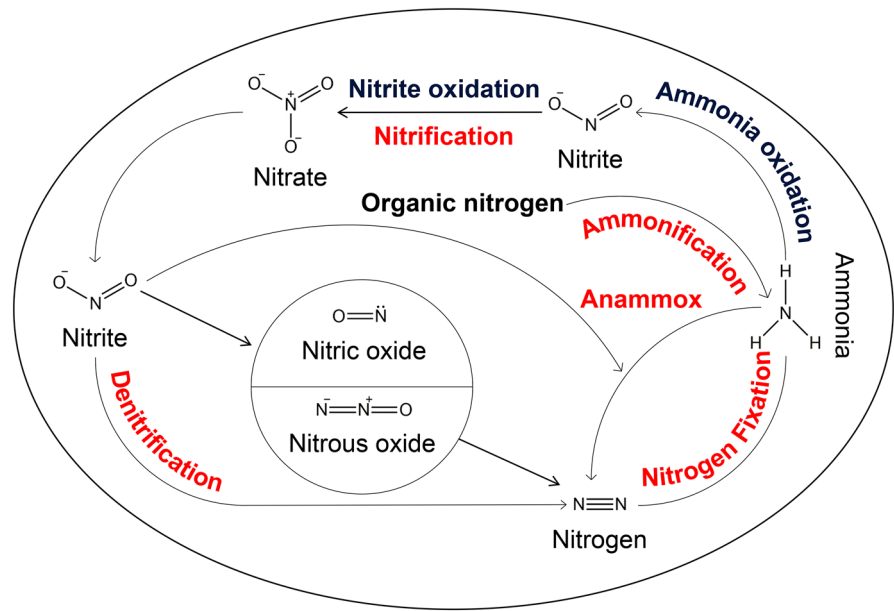 Nitrite oxidation
Nitrification
Ammonia oxidation
O⁻ N⁺ O
O⁻
Nitrate
O⁻ N O
Nitrite
Organic nitrogen
Ammonification
Anammox
H
N
H H
Ammonia
O⁻ N O
Nitrite
O N̈
Nitric oxide
N⁻ N⁺ O
Nitrous oxide
Denitrification
Nitrogen Fixation
N N
Nitrogen